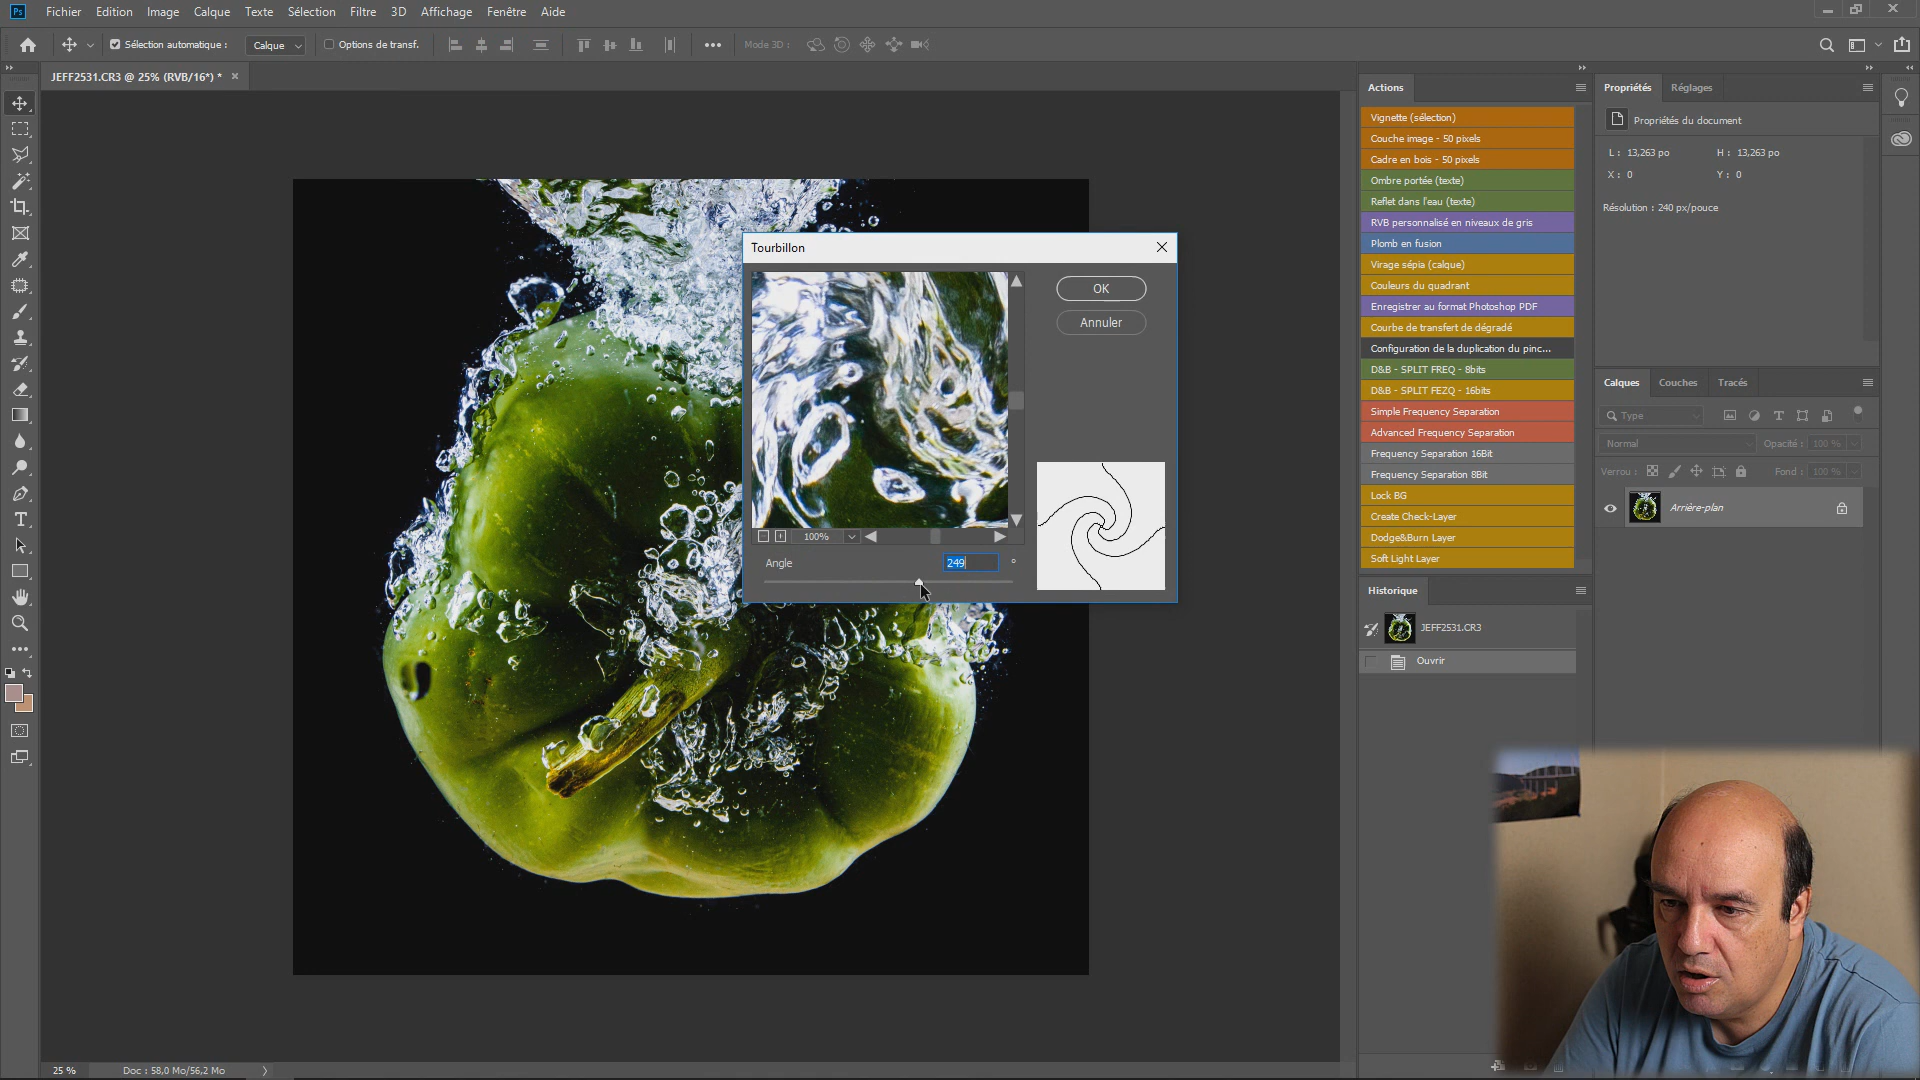 Ps Fichier Edition Image Calque Texte Sélection Filtre 3D Affichage Fenêtre Aide
Sélection automatique : Calque Options de transf. Mode 3D :
JEFF2531.CR3 @ 25% (RVB/16*) *
Tourbillon
OK
Annuler
100%
Angle 249 °
25 % Doc : 58,0 Mo/56,2 Mo
Actions
Vignette (sélection)
Couche image - 50 pixels
Cadre en bois - 50 pixels
Ombre portée (texte)
Reflet dans l'eau (texte)
RVB personnalisé en niveaux de gris
Plomb en fusion
Virage sépia (calque)
Couleurs du quadrant
Enregistrer au format Photoshop PDF
Courbe de transfert de dégradé
Configuration de la duplication du pinc...
D&B - SPLIT FREQ - 8bits
D&B - SPLIT FEZQ - 16bits
Simple Frequency Separation
Advanced Frequency Separation
Frequency Separation 16Bit
Frequency Separation 8Bit
Lock BG
Create Check-Layer
Dodge&Burn Layer
Soft Light Layer
Historique
JEFF2531.CR3
Ouvrir
Propriétés Réglages
Propriétés du document
L : 13,263 po H : 13,263 po
X : 0 Y : 0
Résolution : 240 px/pouce
Calques Couches Tracés
Type
Normal Opacité : 100 %
Verrou : Fond : 100 %
Arrière-plan